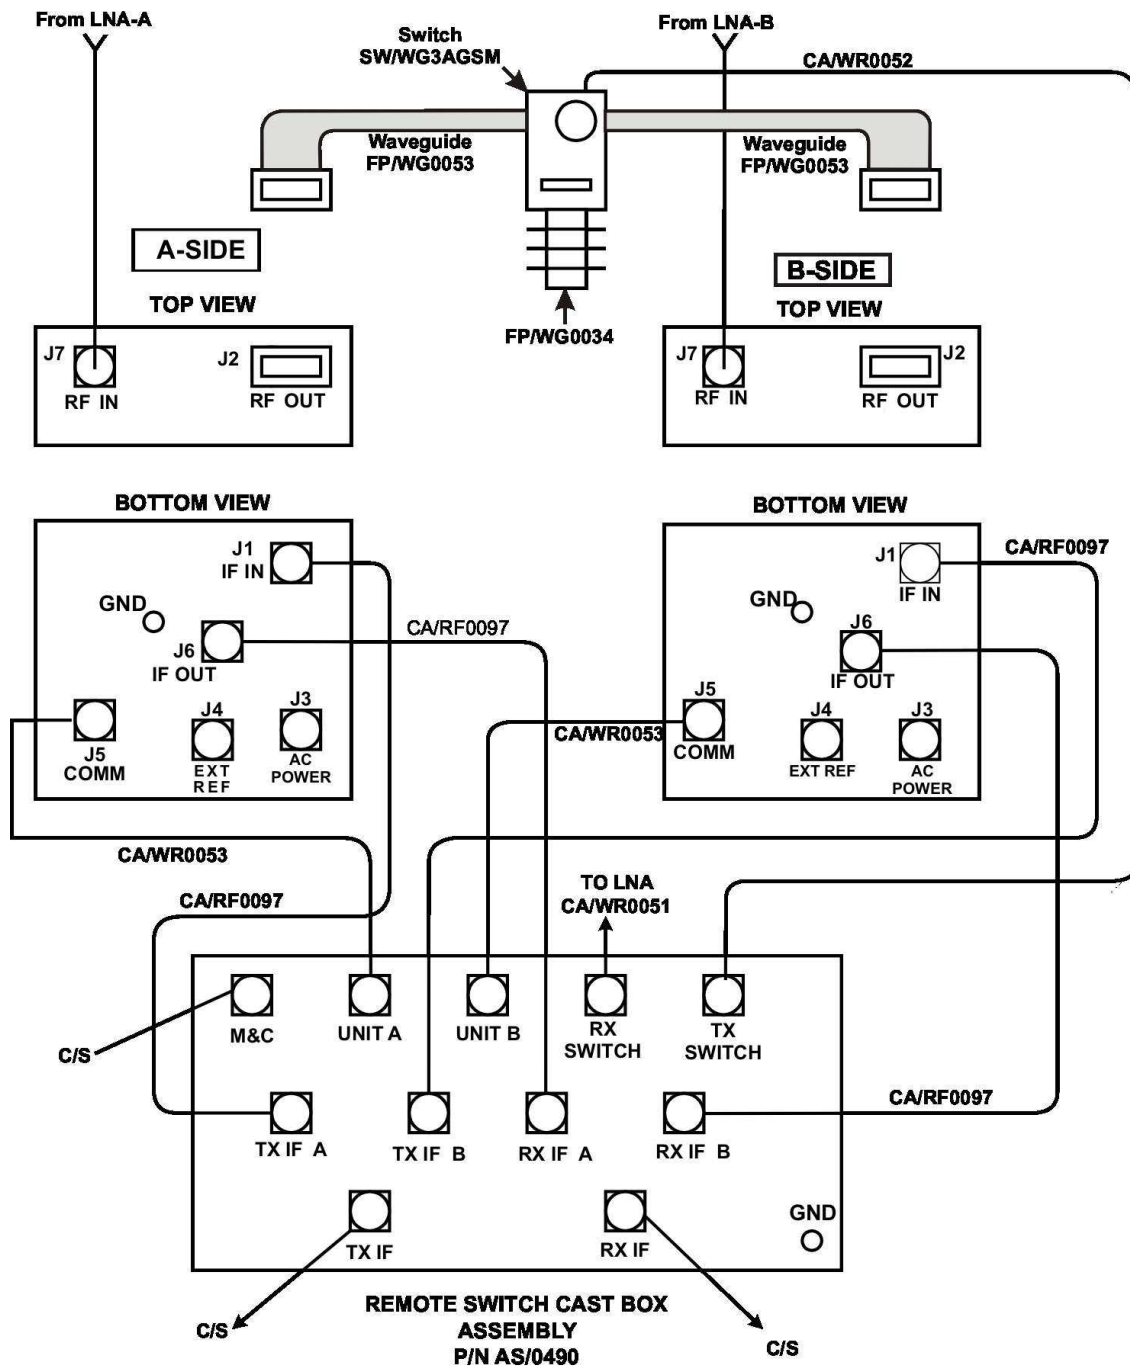 From LNA-A
Switch
SW/WG3AGSM
From LNA-B
CA/WR0052
Waveguide
FP/WG0053
Waveguide
FP/WG0053
A-SIDE
B-SIDE
TOP VIEW
TOP VIEW
FP/WG0034
J7
RF IN
J2
RF OUT
J7
RF IN
J2
RF OUT
BOTTOM VIEW
BOTTOM VIEW
J1
IF IN
GND
J6
IF OUT
CA/RF0097
J5
COMM
J4
EXT
REF
J3
AC
POWER
J1
IF IN
CA/RF0097
GND
J6
IF OUT
J5
COMM
CA/WR0053
J4
EXT REF
J3
AC
POWER
CA/WR0053
CA/RF0097
TO LNA
CA/WR0051
M&C
UNIT A
UNIT B
RX
SWITCH
TX
SWITCH
C/S
CA/RF0097
TX IF A
TX IF B
RX IF A
RX IF B
TX IF
RX IF
GND
C/S
C/S
REMOTE SWITCH CAST BOX
ASSEMBLY
P/N AS/0490